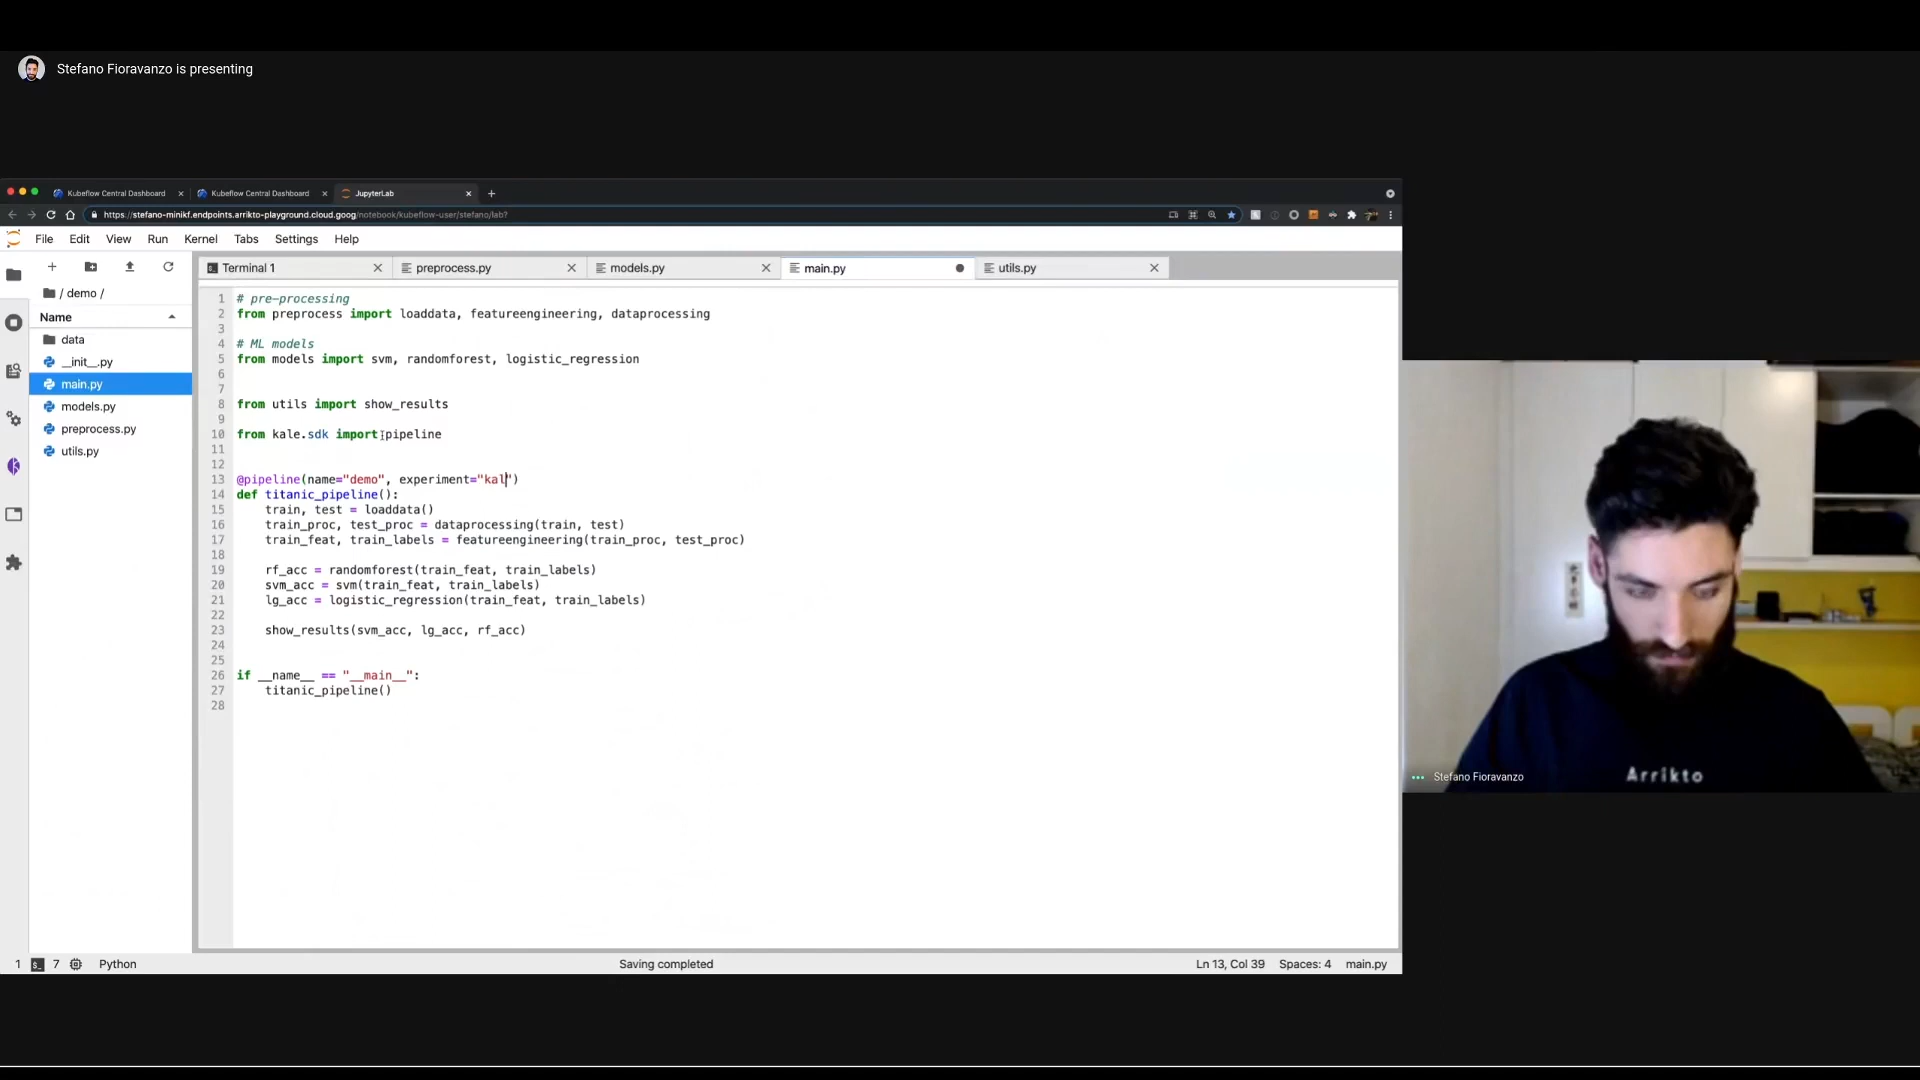 Stefano Fioravanzo is presenting
Kubeflow Central Dashboard
Kubeflow Central Dashboard
JupyterLab
https://stefano-minikf.endpoints.arrikto-playground.cloud.goog/notebook/kubeflow-user/stefano/lab?
File Edit View Run Kernel Tabs Settings Help
Terminal 1
preprocess.py
models.py
main.py
utils.py
/ demo /
Name
data
__init__.py
main.py
models.py
preprocess.py
utils.py
1 # pre-processing
2 from preprocess import loaddata, featureengineering, dataprocessing
3
4 # ML models
5 from models import svm, randomforest, logistic_regression
6
7
8 from utils import show_results
9
10 from kale.sdk import pipeline
11
12
13 @pipeline(name="demo", experiment="kal")
14 def titanic_pipeline():
15 train, test = loaddata()
16 train_proc, test_proc = dataprocessing(train, test)
17 train_feat, train_labels = featureengineering(train_proc, test_proc)
18
19 rf_acc = randomforest(train_feat, train_labels)
20 svm_acc = svm(train_feat, train_labels)
21 lg_acc = logistic_regression(train_feat, train_labels)
22
23 show_results(svm_acc, lg_acc, rf_acc)
24
25
26 if __name__ == "__main__":
27 titanic_pipeline()
28
1 7 Python
Saving completed
Ln 13, Col 39 Spaces: 4 main.py
Arrikto
Stefano Fioravanzo